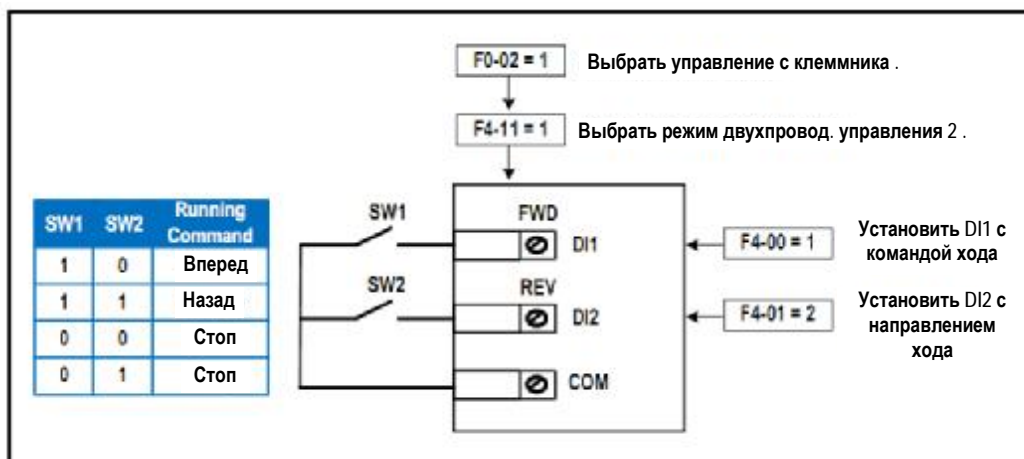 F0-02 = 1
Выбрать управление с клеммника .
F4-11 = 1
Выбрать режим двухпровод. управления 2 .
SW1 SW2 Running Command
1 0 Вперед
1 1 Назад
0 0 Стоп
0 1 Стоп
SW1
SW2
FWD
DI1
REV
DI2
COM
F4-00 = 1
Установить DI1 с
командой хода
F4-01 = 2
Установить DI2 с
направлением
хода